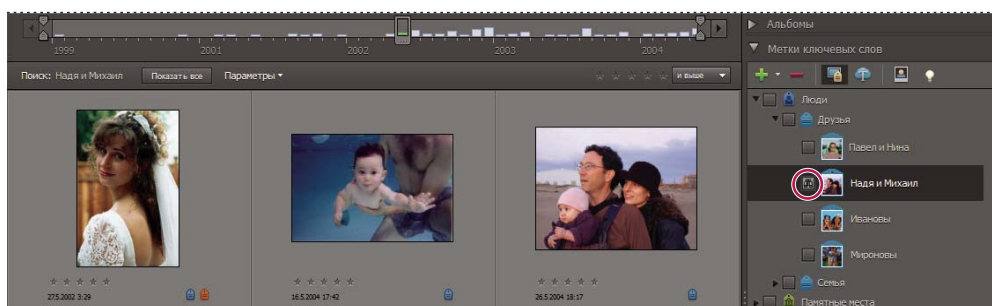 1999 2001 2002 2003 2004
Поиск: Надя и Михаил Показать все Параметры и выше
27.5.2002 3:29
16.5.2004 17:42
26.5.2004 18:17
Альбомы
Метки ключевых слов
Люди
Друзья
Павел и Нина
Надя и Михаил
Ивановы
Мироновы
Семья
Памятные места